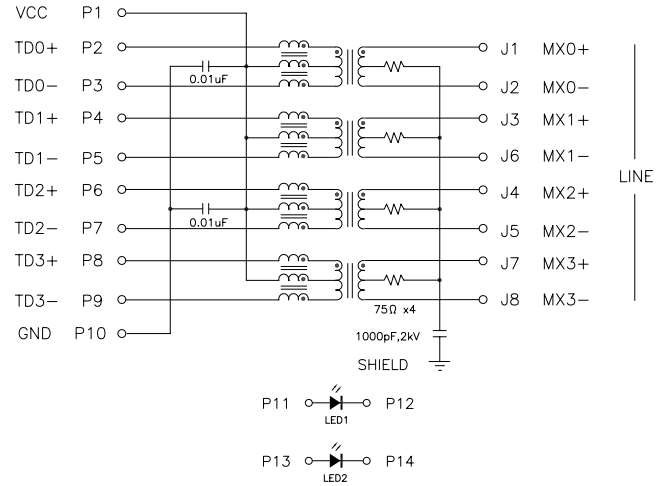 VCC P1
TD0+ P2 J1 MX0+
0.01uF
TD0- P3 J2 MX0-
TD1+ P4 J3 MX1+
TD1- P5 J6 MX1-
LINE
TD2+ P6 J4 MX2+
0.01uF
TD2- P7 J5 MX2-
TD3+ P8 J7 MX3+
TD3- P9 J8 MX3-
75Ω x4
GND P10
1000pF,2kV
SHIELD
P11 P12
LED1
P13 P14
LED2